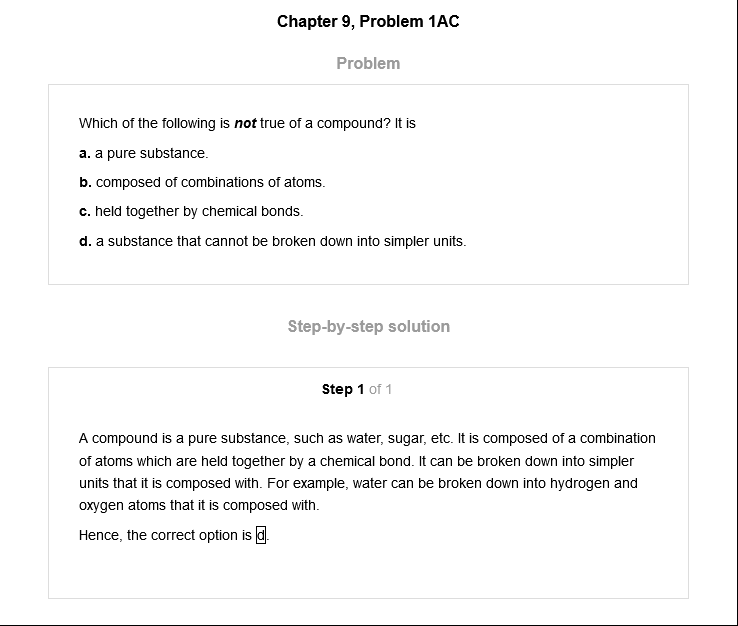 Chapter 9, Problem 1AC
Problem
Which of the following is not true of a compound? It is
a. a pure substance.
b. composed of combinations of atoms.
c. held together by chemical bonds.
d. a substance that cannot be broken down into simpler units.
Step-by-step solution
Step 1 of 1
A compound is a pure substance, such as water, sugar, etc. It is composed of a combination
of atoms which are held together by a chemical bond. It can be broken down into simpler
units that it is composed with. For example, water can be broken down into hydrogen and
oxygen atoms that it is composed with.
Hence, the correct option is d.